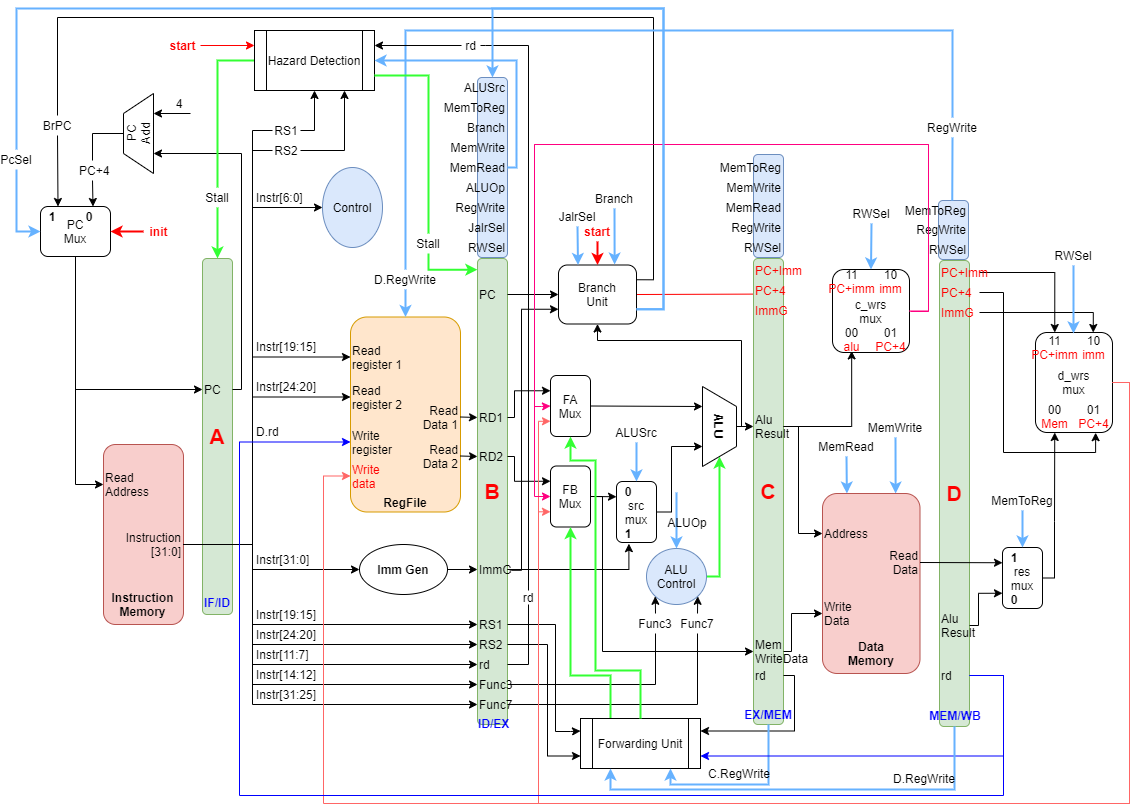 start
rd
Hazard Detection
ALUSrc
MemToReg
Branch
MemWrite
MemRead
ALUOp
RegWrite
JalrSel
RWSel
4
PC
Add
BrPC
PcSel
PC+4
RS1
RS2
RegWrite
MemToReg
MemWrite
MemRead
RegWrite
RWSel
Stall
Instr[6:0]
Control
1
0
PC
Mux
init
Stall
D.RegWrite
Branch
JalrSel
start
Branch
Unit
RWSel
MemToReg
RegWrite
RWSel
RWSel
PC
PC+Imm
PC+4
ImmG
11
10
PC+imm
imm
c_wrs
mux
00
01
alu
PC+4
PC+Imm
PC+4
ImmG
11
10
PC+imm
imm
d_wrs
mux
00
01
Mem
PC+4
Instr[19:15]
Read
register 1
Instr[24:20]
Read
register 2
Read
Data 1
RD1
PC
A
D.rd
Write
register
Read
Data 2
RD2
Write
data
RegFile
B
FA
Mux
FB
Mux
ALU
ALUSrc
0
src
mux
1
ALUOp
ALU
Control
Alu
Result
C
MemRead
MemWrite
D
MemToReg
Read
Address
Instruction
[31:0]
Instruction
Memory
IF/ID
Instr[31:0]
Imm Gen
ImmG
rd
Address
Read
Data
Write
Data
Data
Memory
1
res
mux
0
Alu
Result
Instr[19:15]
RS1
Instr[24:20]
RS2
Instr[11:7]
rd
Instr[14:12]
Func3
Instr[31:25]
Func7
ID/EX
Func3
Func7
Mem
WriteData
rd
EX/MEM
rd
MEM/WB
Forwarding Unit
C.RegWrite
D.RegWrite